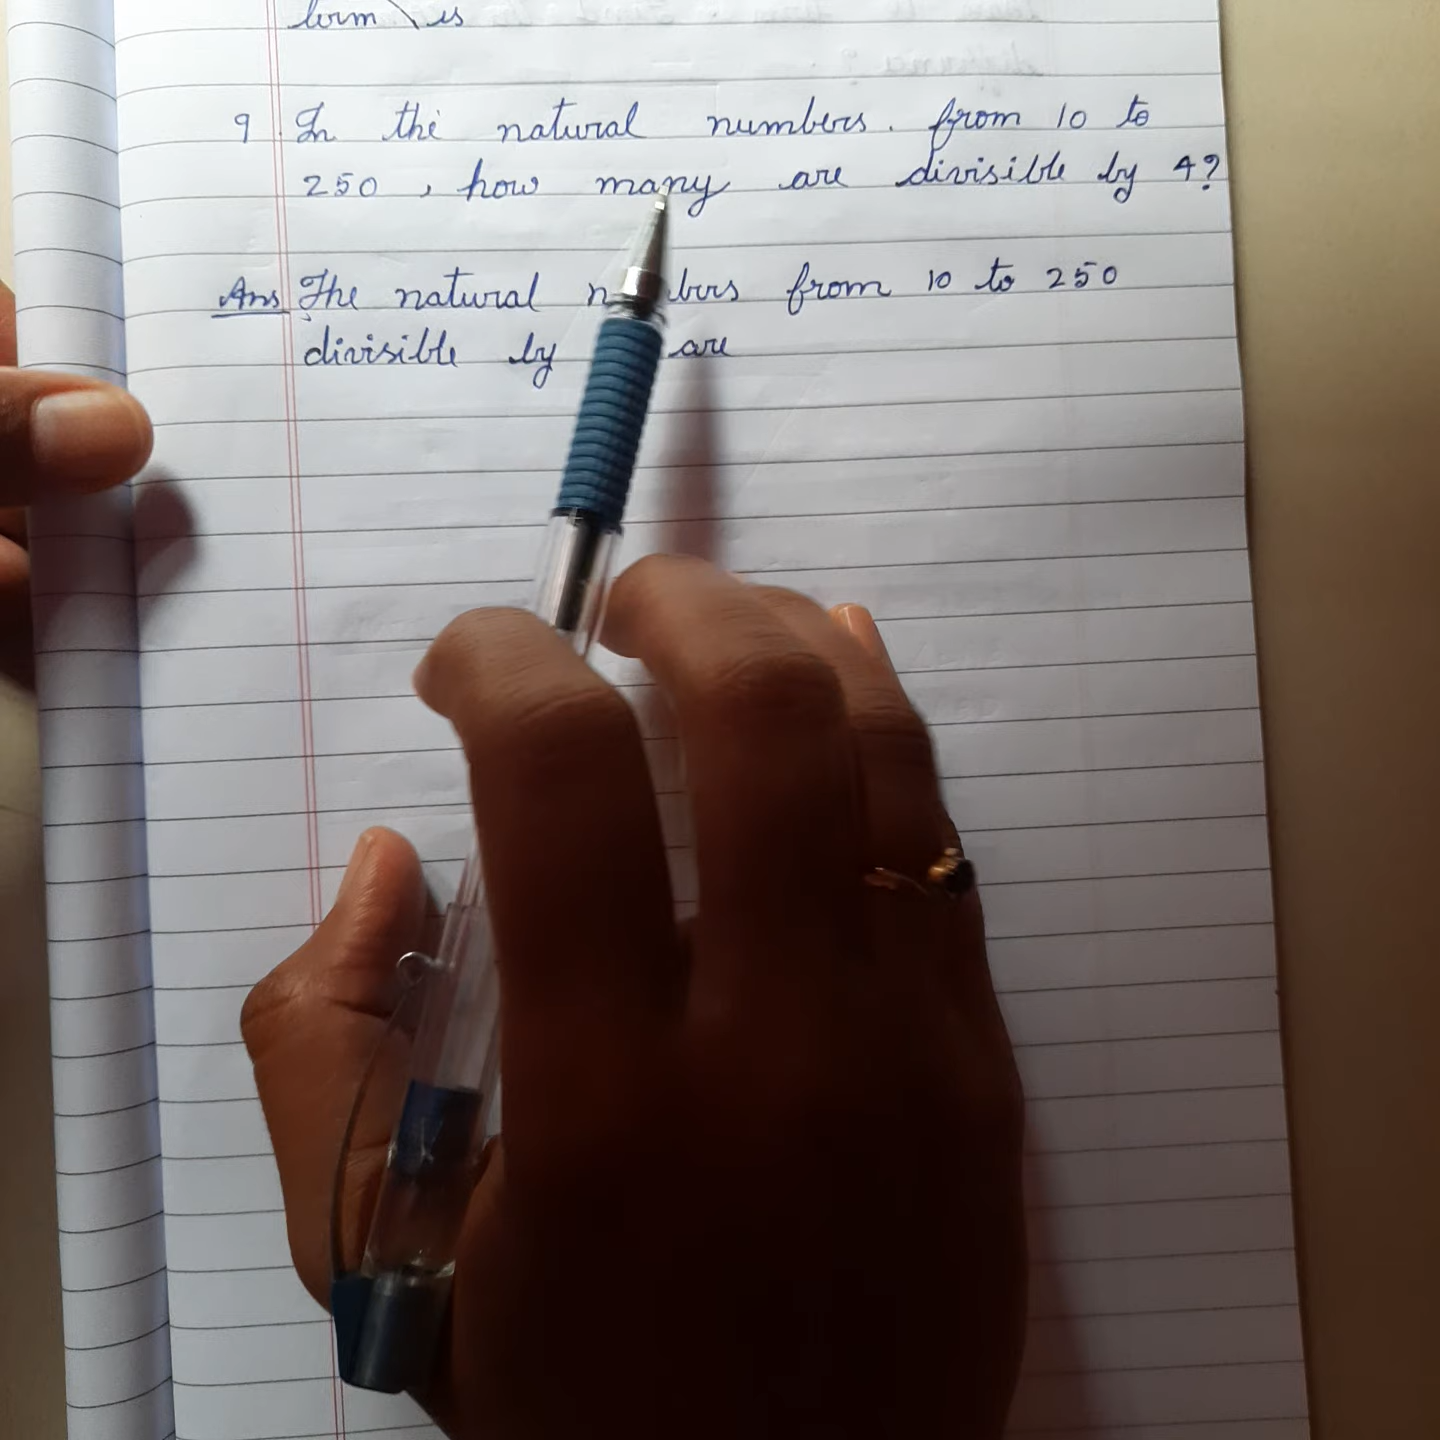 term is
9 In the natural numbers. from 10 to
250, how many are divisible by 4?
Ans The natural from 10 to 250
divisible by are